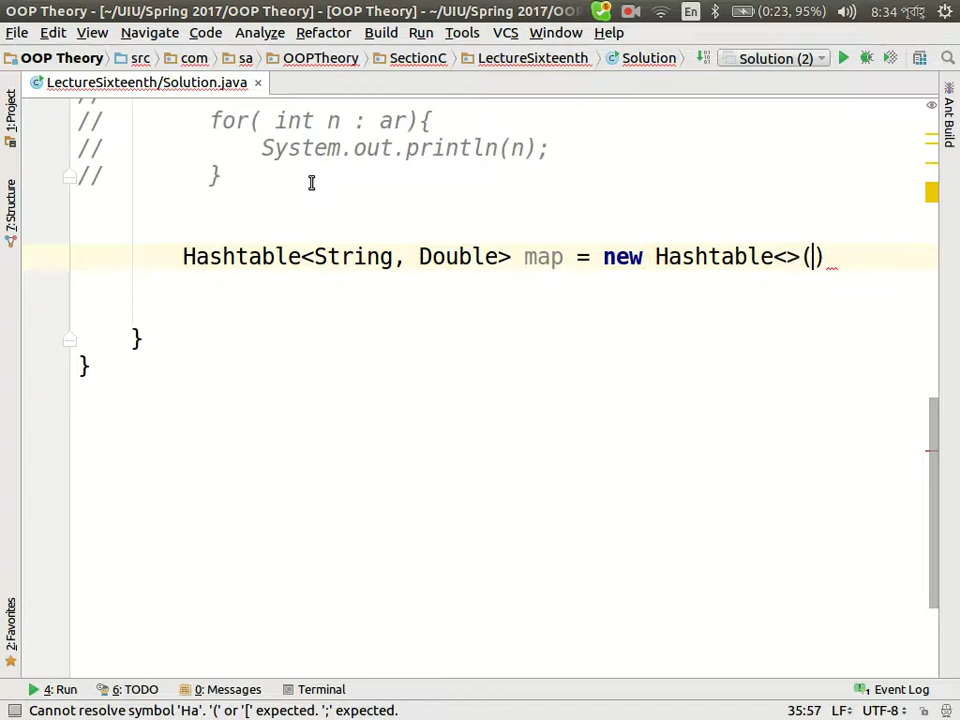 OOP Theory - [~/UIU/Spring 2017/OOP Theory] - [OOP Theory] - ~/UIU/Spring 2017/OO En (0:23, 95%) 8:34 পূর্বাহ্
File Edit View Navigate Code Analyze Refactor Build Run Tools VCS Window Help
OOP Theory src com sa OOPTheory SectionC LectureSixteenth Solution Solution (2)
LectureSixteenth/Solution.java
1: Project
7: Structure
2: Favorites
Ant Build
//
// for( int n : ar){
// System.out.println(n);
// }
Hashtable<String, Double> map = new Hashtable<>()
}
}
4: Run 6: TODO 0: Messages Terminal 1 Event Log
Cannot resolve symbol 'Ha'. '(' or '[' expected. ';' expected. 35:57 LF÷ UTF-8÷